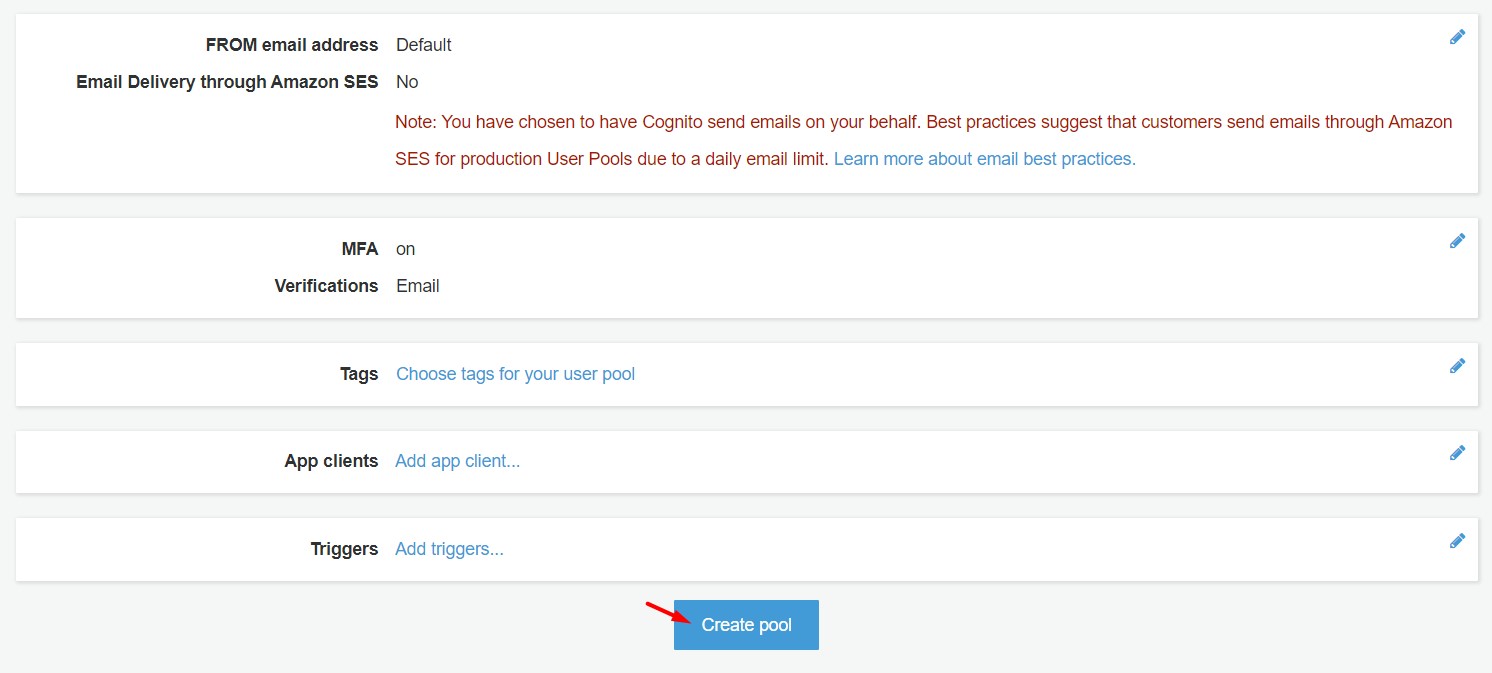 FROM email address Default
Email Delivery through Amazon SES No
Note: You have chosen to have Cognito send emails on your behalf. Best practices suggest that customers send emails through Amazon
SES for production User Pools due to a daily email limit. Learn more about email best practices.
MFA on
Verifications Email
Tags Choose tags for your user pool
App clients Add app client...
Triggers Add triggers...
Create pool